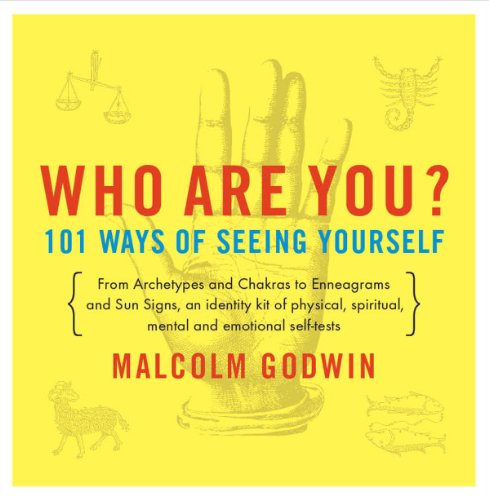 WHO ARE YOU?
101 WAYS OF SEEING YOURSELF
From Archetypes and Chakras to Enneagrams
and Sun Signs, an identity kit of physical, spiritual,
mental and emotional self-tests
MALCOLM GODWIN